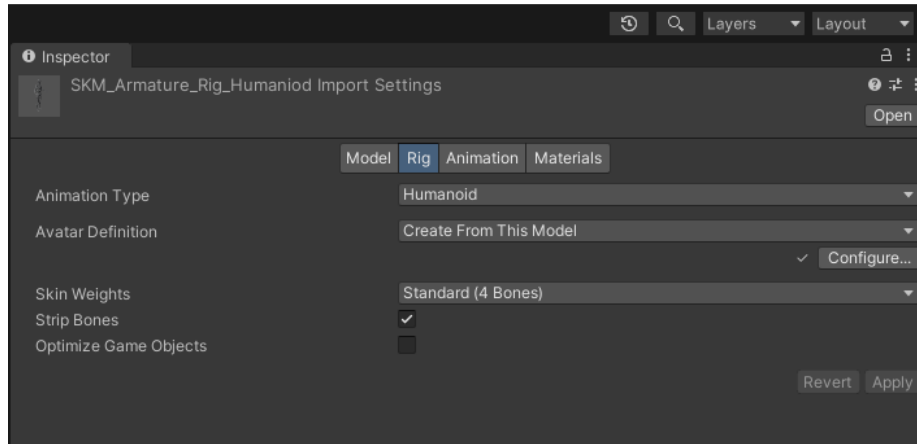 Layers Layout
Inspector
SKM_Armature_Rig_Humaniod Import Settings
Open
Model Rig Animation Materials
Animation Type Humanoid
Avatar Definition Create From This Model
Configure...
Skin Weights Standard (4 Bones)
Strip Bones
Optimize Game Objects
Revert Apply